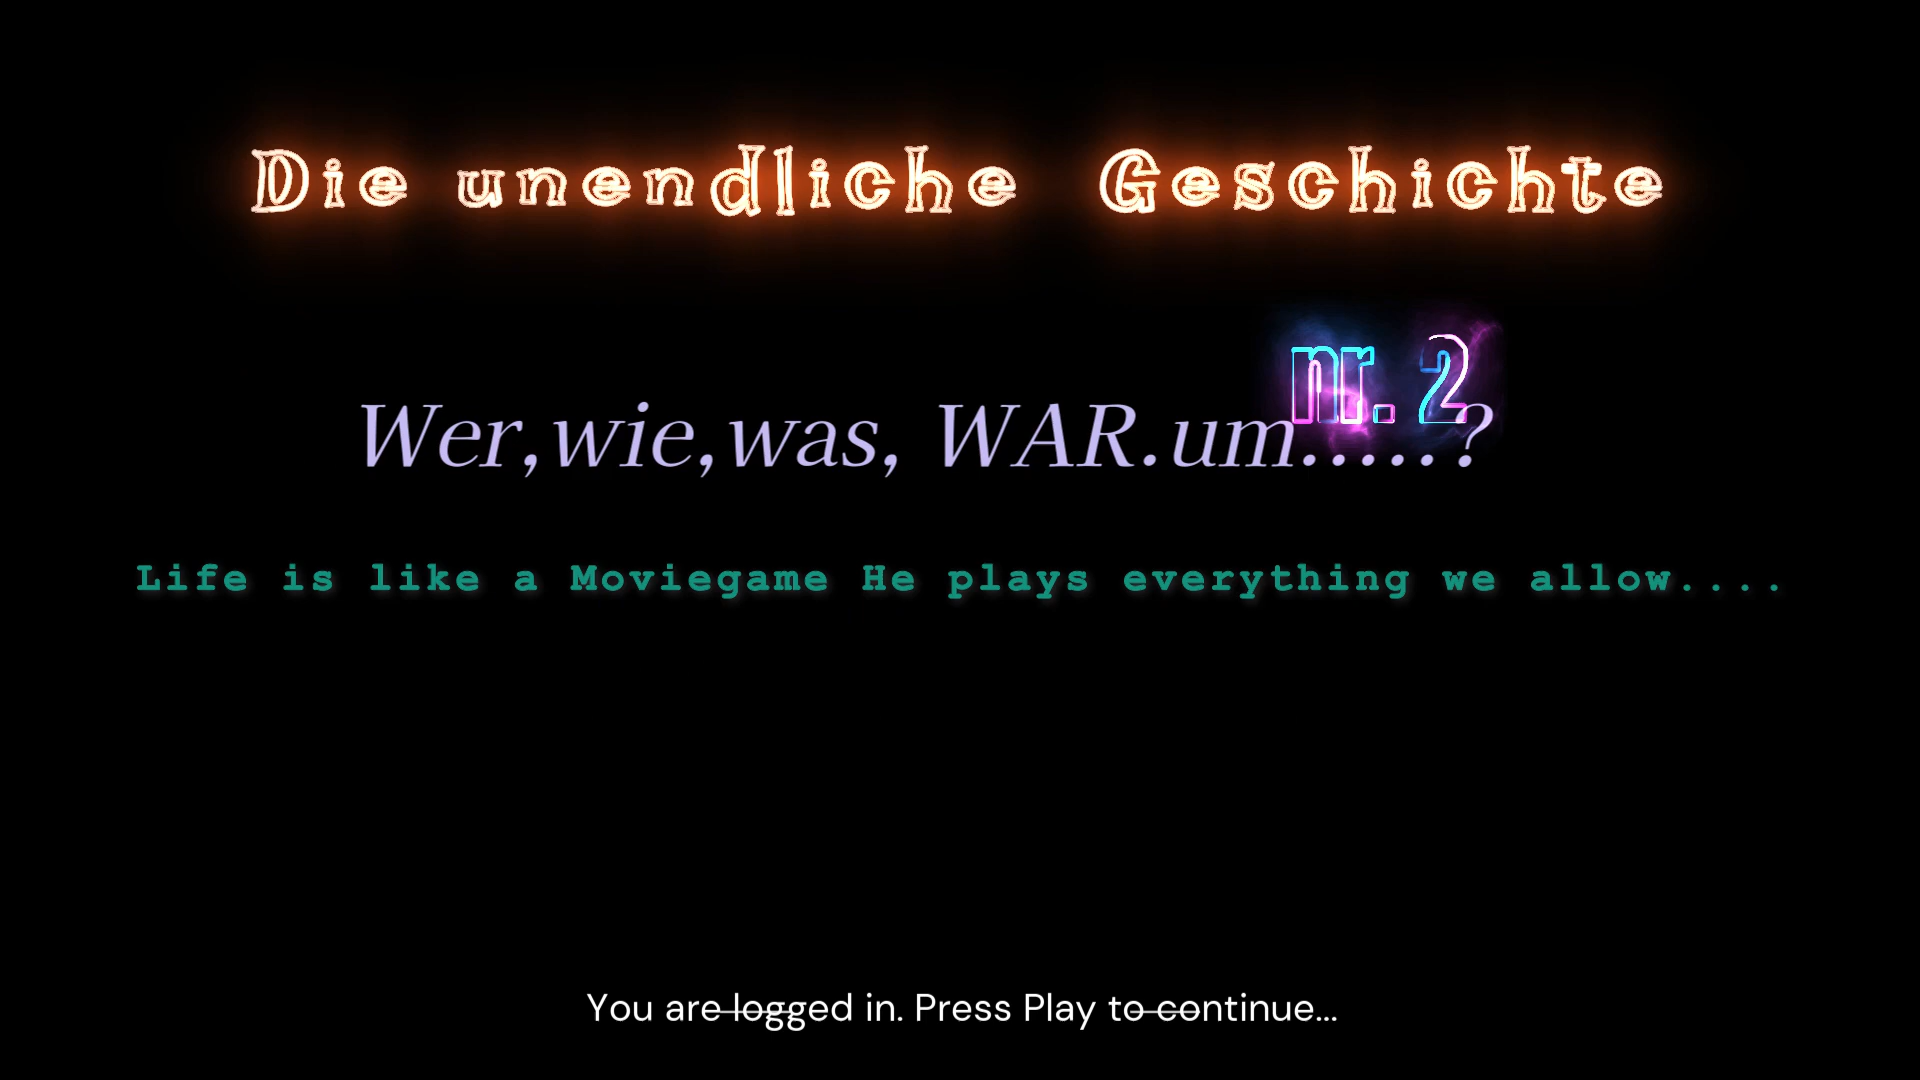 Die unendliche Geschichte
nr. 2
Wer,wie,was, WAR.um.....?
Life is like a Moviegame He plays everything we allow....
You are logged in. Press Play to continue...